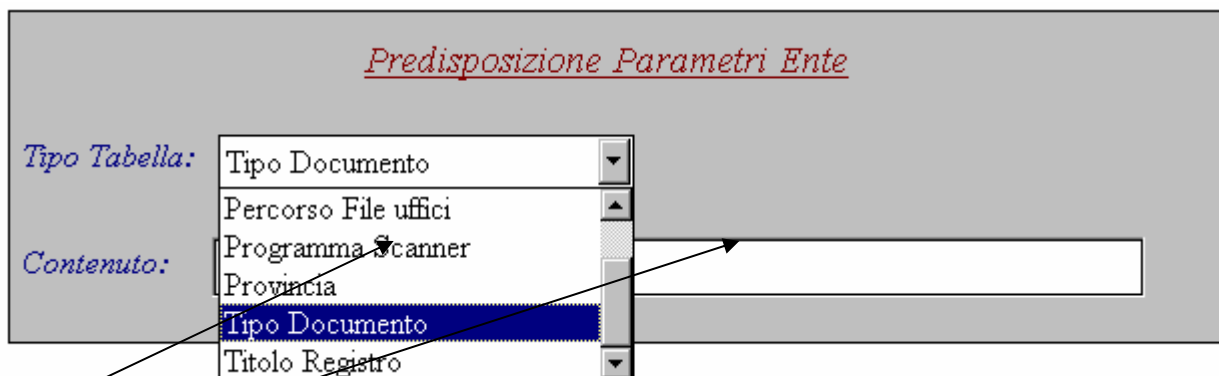 Predisposizione Parametri Ente
Tipo Tabella:
Tipo Documento
Percorso File uffici
Programma Scanner
Contenuto:
Provincia
Tipo Documento
Titolo Registro